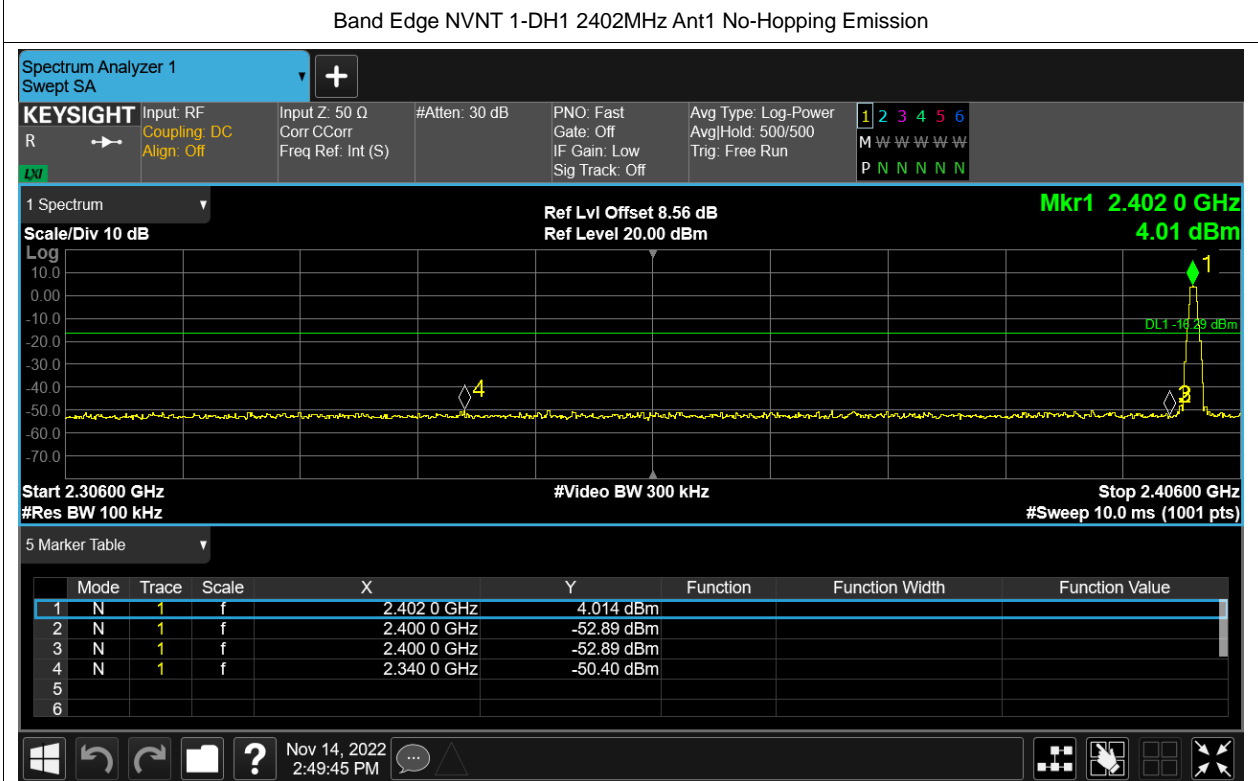 Band Edge NVNT 1-DH1 2402MHz Ant1 No-Hopping Emission
Spectrum Analyzer 1
Swept SA
▼
+
KEYSIGHT
R
LXI
Input: RF
Coupling: DC
Align: Off
Input Z: 50 Ω
Corr CCorr
Freq Ref: Int (S)
#Atten: 30 dB
PNO: Fast
Gate: Off
IF Gain: Low
Sig Track: Off
Avg Type: Log-Power
Avg|Hold: 500/500
Trig: Free Run
1 2 3 4 5 6
M W W W W W
P N N N N N
1 Spectrum ▼
Scale/Div 10 dB
Ref Lvl Offset 8.56 dB
Ref Level 20.00 dBm
Mkr1 2.402 0 GHz
4.01 dBm
Log
10.0
0.00
-10.0
-20.0
-30.0
-40.0
-50.0
-60.0
-70.0
1
DL1 -16.29 dBm
4
3
Start 2.30600 GHz #Video BW 300 kHz Stop 2.40600 GHz
#Res BW 100 kHz #Sweep 10.0 ms (1001 pts)
5 Marker Table ▼
Mode Trace Scale X Y Function Function Width Function Value
1 N 1 f 2.402 0 GHz 4.014 dBm
2 N 1 f 2.400 0 GHz -52.89 dBm
3 N 1 f 2.400 0 GHz -52.89 dBm
4 N 1 f 2.340 0 GHz -50.40 dBm
5
6
?
Nov 14, 2022
2:49:45 PM